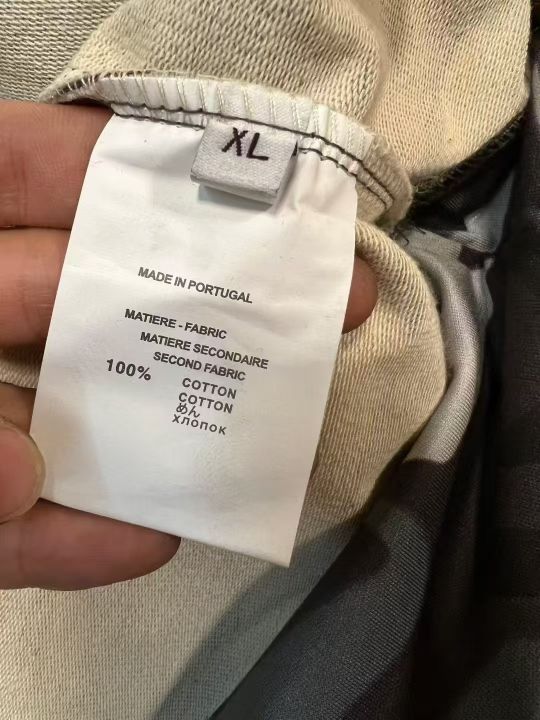 XL
MADE IN PORTUGAL
MATIERE - FABRIC
MATIERE SECONDAIRE
SECOND FABRIC
100% COTTON
COTTON
めん
хлопок